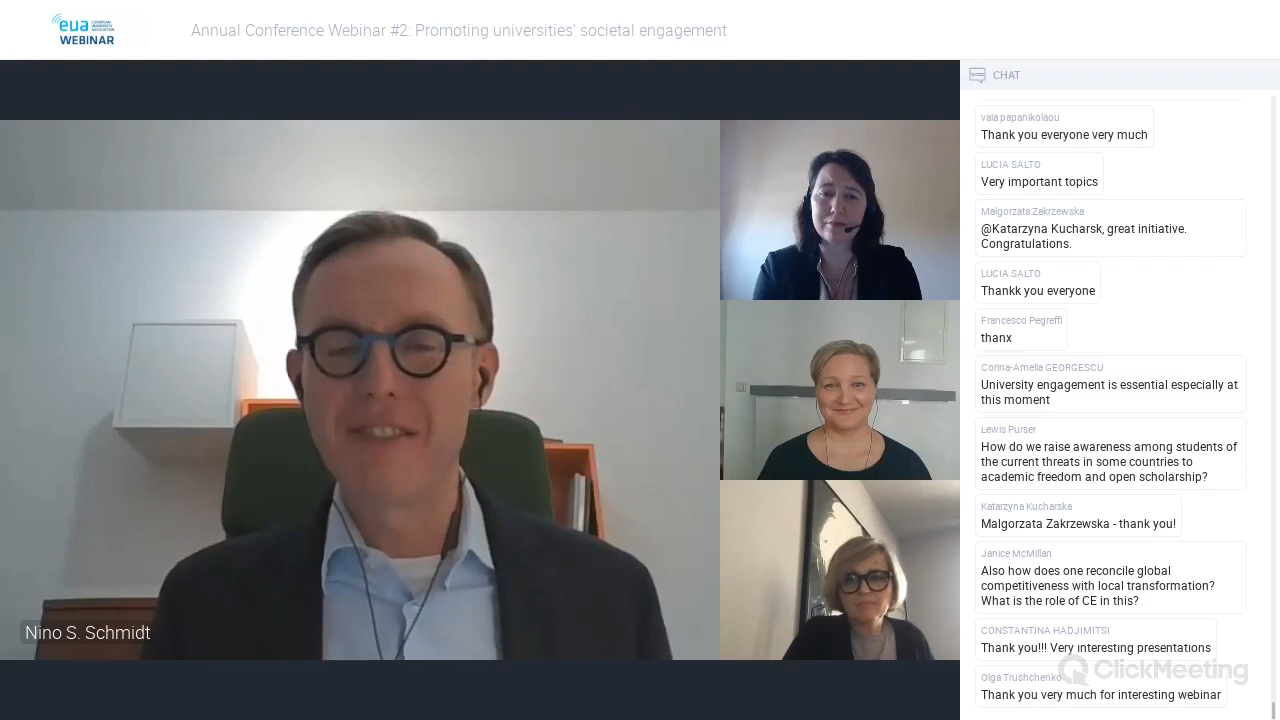 eua EUROPEAN UNIVERSITY ASSOCIATION
WEBINAR
Annual Conference Webinar #2: Promoting universities' societal engagement
CHAT
vaia papanikolaou
Thank you everyone very much
LUCIA SALTO
Very important topics
Malgorzata Zakrzewska
@Katarzyna Kucharsk, great initiative.
Congratulations.
LUCIA SALTO
Thankk you everyone
Francesco Pegreffi
thanx
Corina-Amelia GEORGESCU
University engagement is essential especially at
this moment
Lewis Purser
How do we raise awareness among students of
the current threats in some countries to
academic freedom and open scholarship?
Katarzyna Kucharska
Malgorzata Zakrzewska - thank you!
Janice McMillan
Also how does one reconcile global
competitiveness with local transformation?
What is the role of CE in this?
CONSTANTINA HADJIMITSI
Thank you!!! Very interesting presentations
Olga Trushchenko
Thank you very much for interesting webinar
ClickMeeting
Nino S. Schmidt